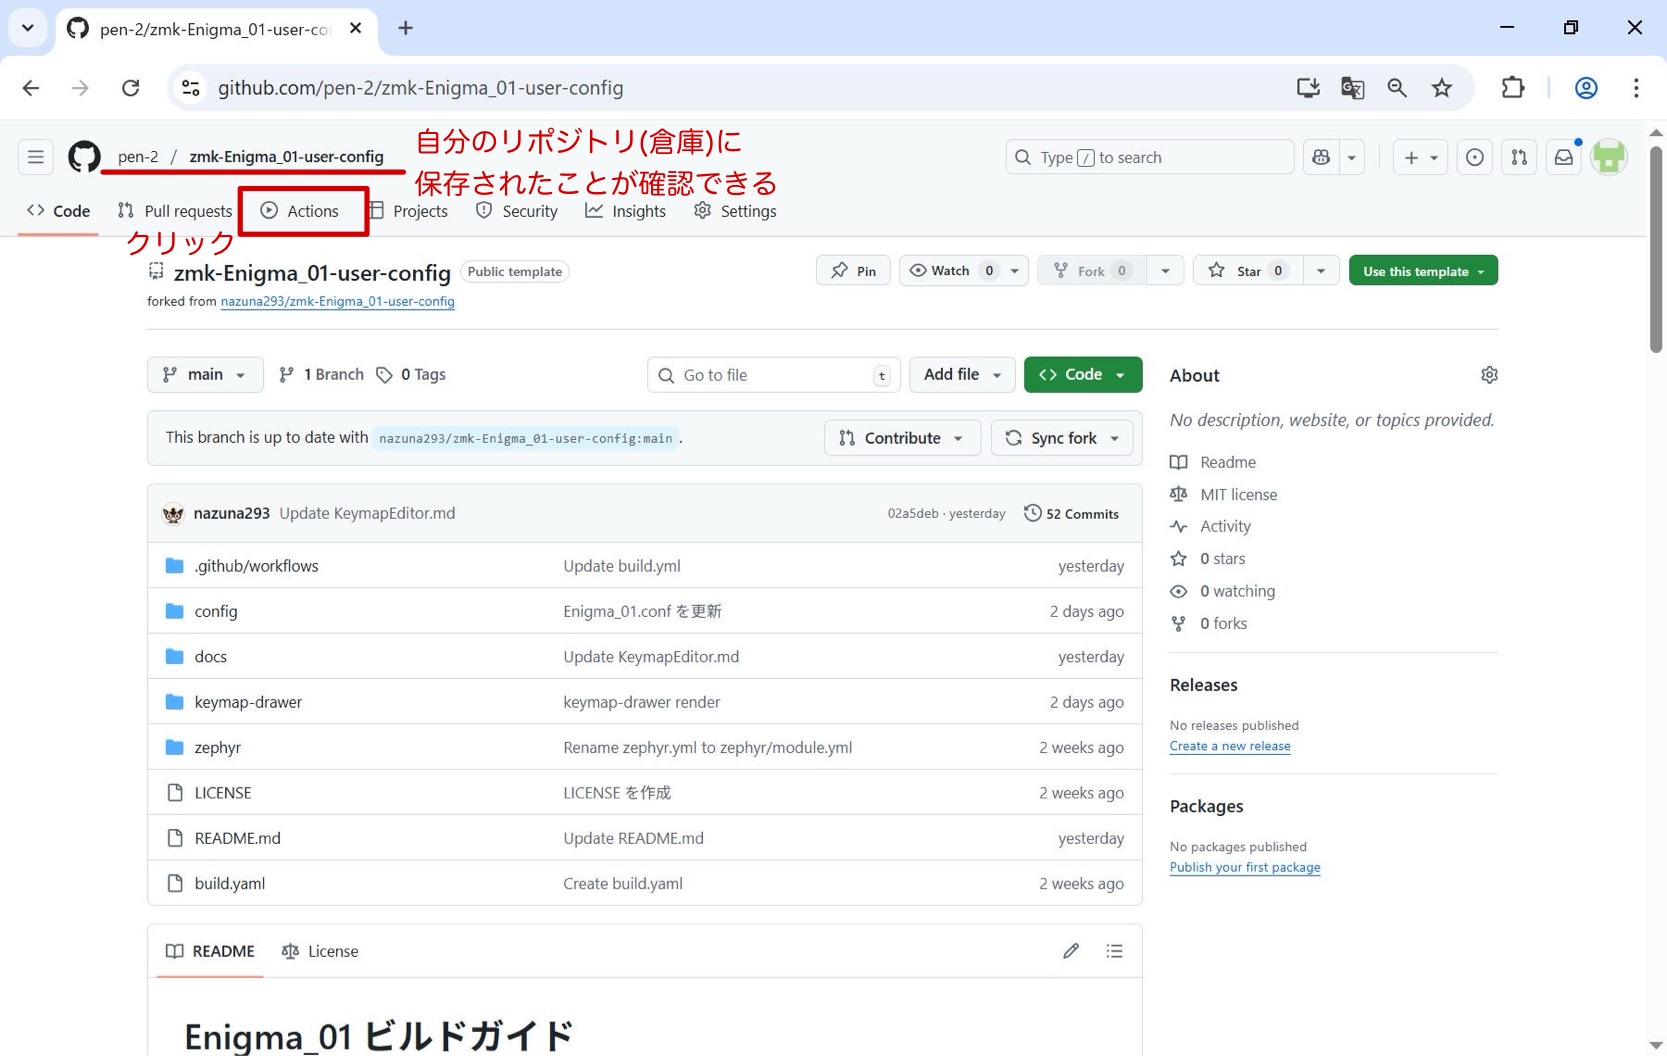 pen-2/zmk-Enigma_01-user-co
github.com/pen-2/zmk-Enigma_01-user-config
pen-2 / zmk-Enigma_01-user-config
自分のリポジトリ(倉庫)に
保存されたことが確認できる
Type / to search
Code Pull requests Actions Projects Security Insights Settings
クリック
zmk-Enigma_01-user-config Public template
Pin Watch 0 Fork 0 Star 0 Use this template
forked from nazuna293/zmk-Enigma_01-user-config
main 1 Branch 0 Tags Go to file t Add file Code
This branch is up to date with nazuna293/zmk-Enigma_01-user-config:main .
Contribute Sync fork
nazuna293 Update KeymapEditor.md 02a5deb · yesterday 52 Commits
.github/workflows Update build.yml yesterday
config Enigma_01.conf を更新 2 days ago
docs Update KeymapEditor.md yesterday
keymap-drawer keymap-drawer render 2 days ago
zephyr Rename zephyr.yml to zephyr/module.yml 2 weeks ago
LICENSE LICENSE を作成 2 weeks ago
README.md Update README.md yesterday
build.yaml Create build.yaml 2 weeks ago
README License
Enigma_01 ビルドガイド
About
No description, website, or topics provided.
Readme
MIT license
Activity
0 stars
0 watching
0 forks
Releases
No releases published
Create a new release
Packages
No packages published
Publish your first package